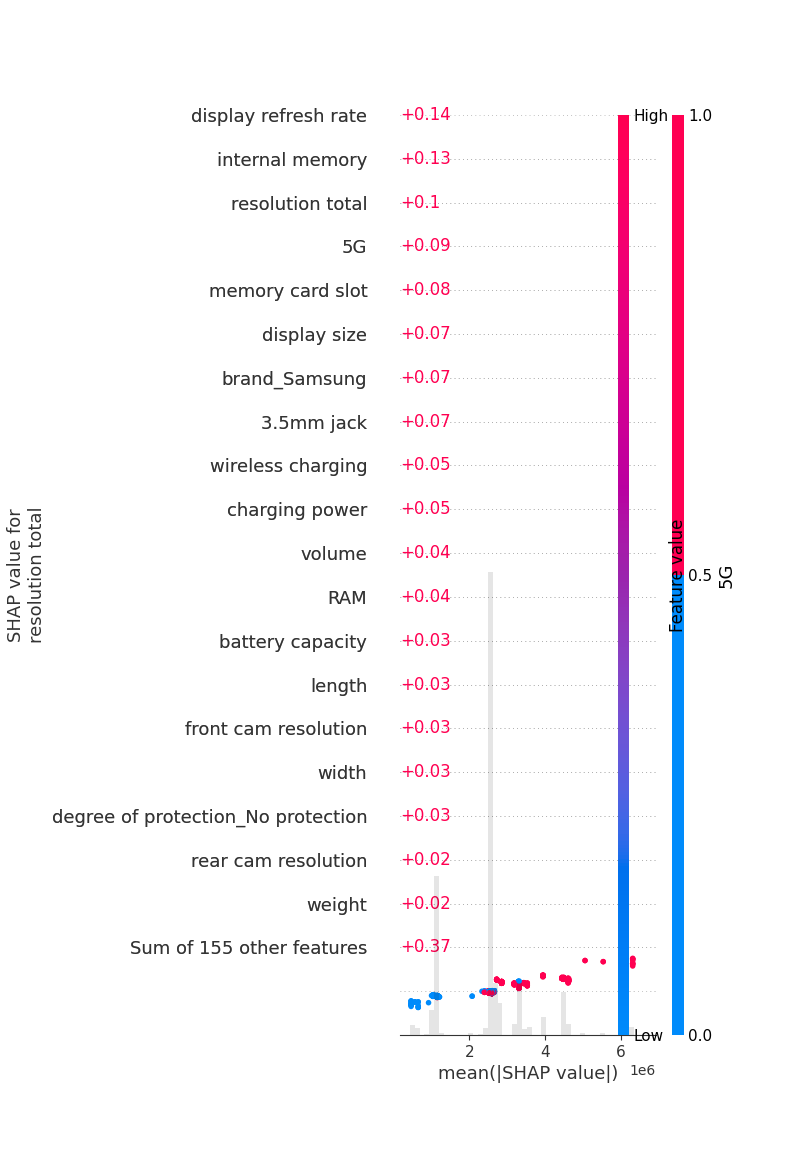 display refresh rate +0.14
internal memory +0.13
resolution total +0.1
5G +0.09
memory card slot +0.08
display size +0.07
brand_Samsung +0.07
3.5mm jack +0.07
wireless charging +0.05
charging power +0.05
volume +0.04
RAM +0.04
battery capacity +0.03
length +0.03
front cam resolution +0.03
width +0.03
degree of protection_No protection +0.03
rear cam resolution +0.02
weight +0.02
Sum of 155 other features +0.37
SHAP value for
resolution total
High
Low
Feature value
1.0
0.5
0.0
5G
2 4 6
1e6
mean(|SHAP value|)